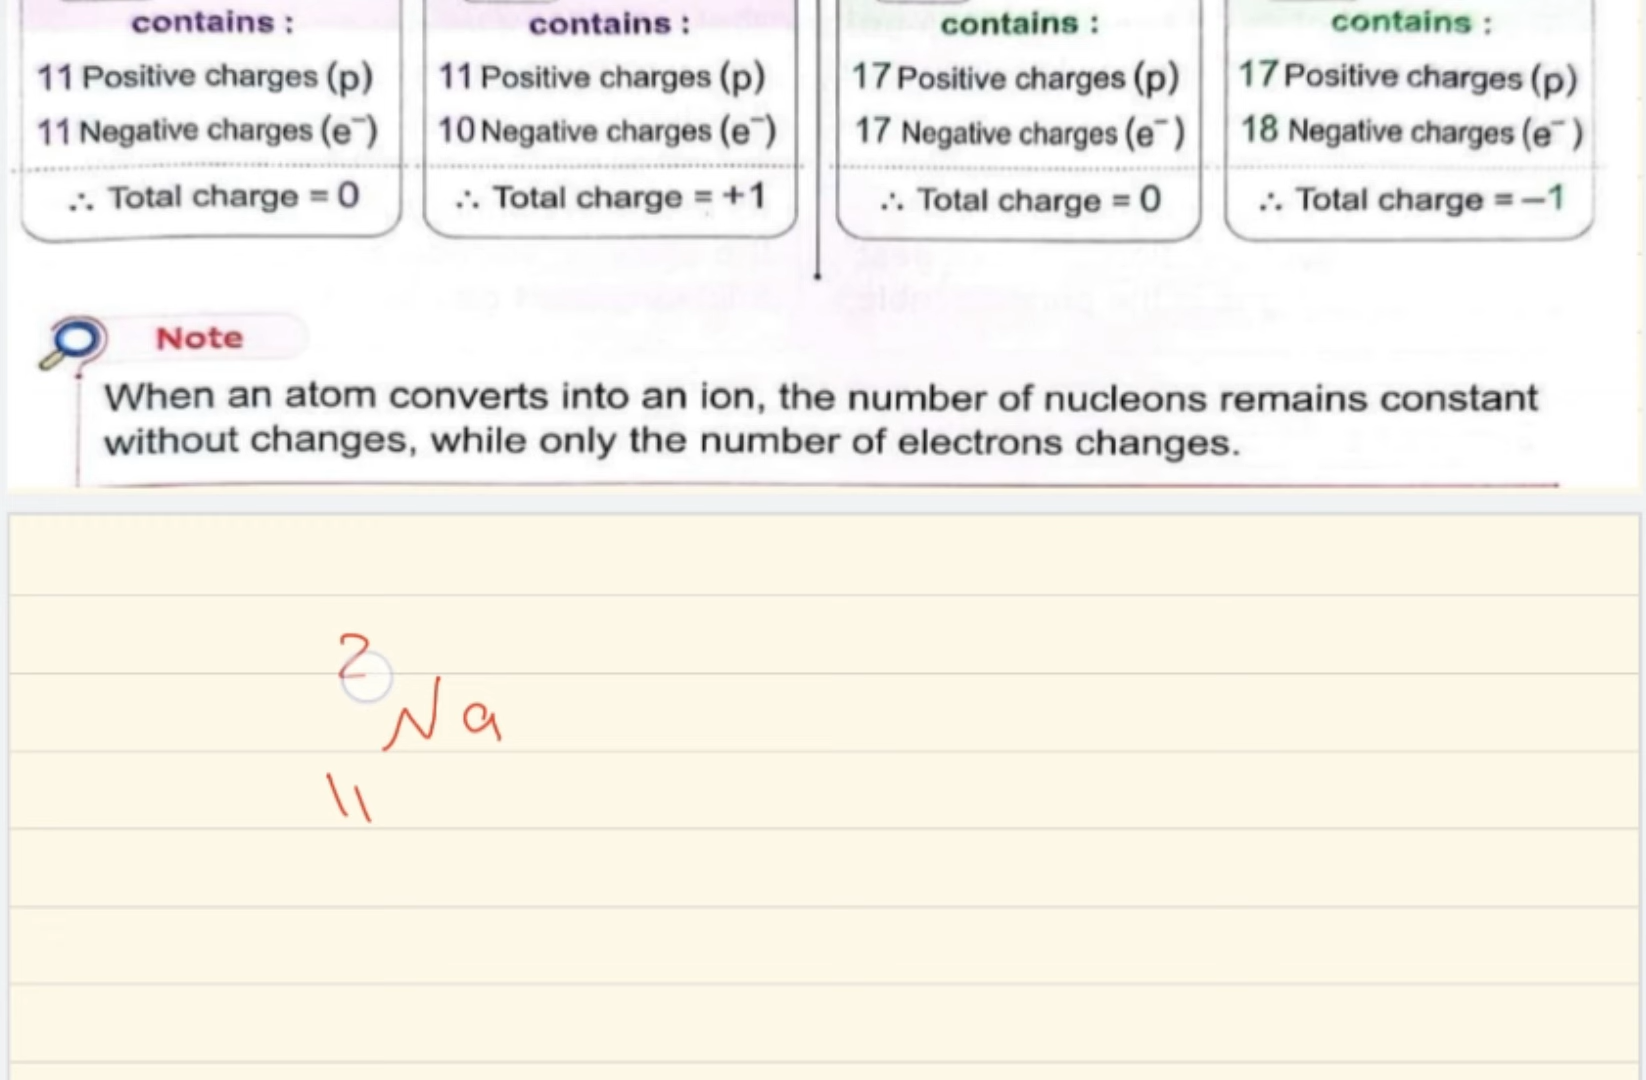 contains :
11 Positive charges (p)
11 Negative charges (e⁻)
∴ Total charge = 0
contains :
11 Positive charges (p)
10 Negative charges (e⁻)
∴ Total charge = +1
contains :
17 Positive charges (p)
17 Negative charges (e⁻)
∴ Total charge = 0
contains :
17 Positive charges (p)
18 Negative charges (e⁻)
∴ Total charge = −1
Note
When an atom converts into an ion, the number of nucleons remains constant
without changes, while only the number of electrons changes.
2
Na
11